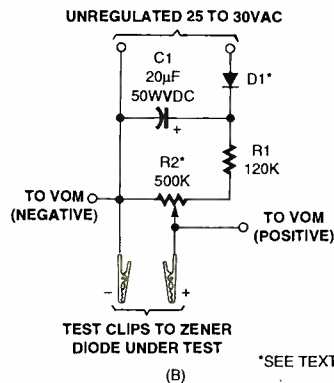 UNREGULATED 25 TO 30VAC
C1
20µF
50WVDC
+
D1*
R1
120K
R2*
500K
TO VOM
(NEGATIVE)
TO VOM
(POSITIVE)
−
+
TEST CLIPS TO ZENER
DIODE UNDER TEST
*SEE TEXT
(B)